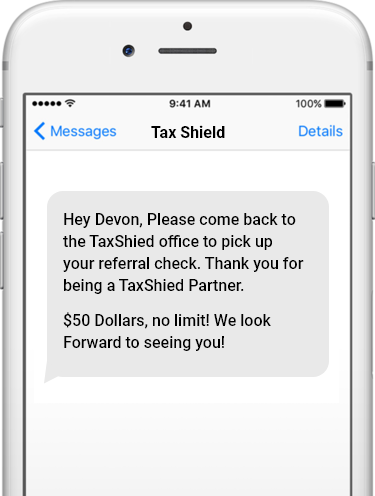 9:41 AM 100%
Messages Tax Shield Details
Hey Devon, Please come back to
the TaxShied office to pick up
your referral check. Thank you for
being a TaxShied Partner.
$50 Dollars, no limit! We look
Forward to seeing you!